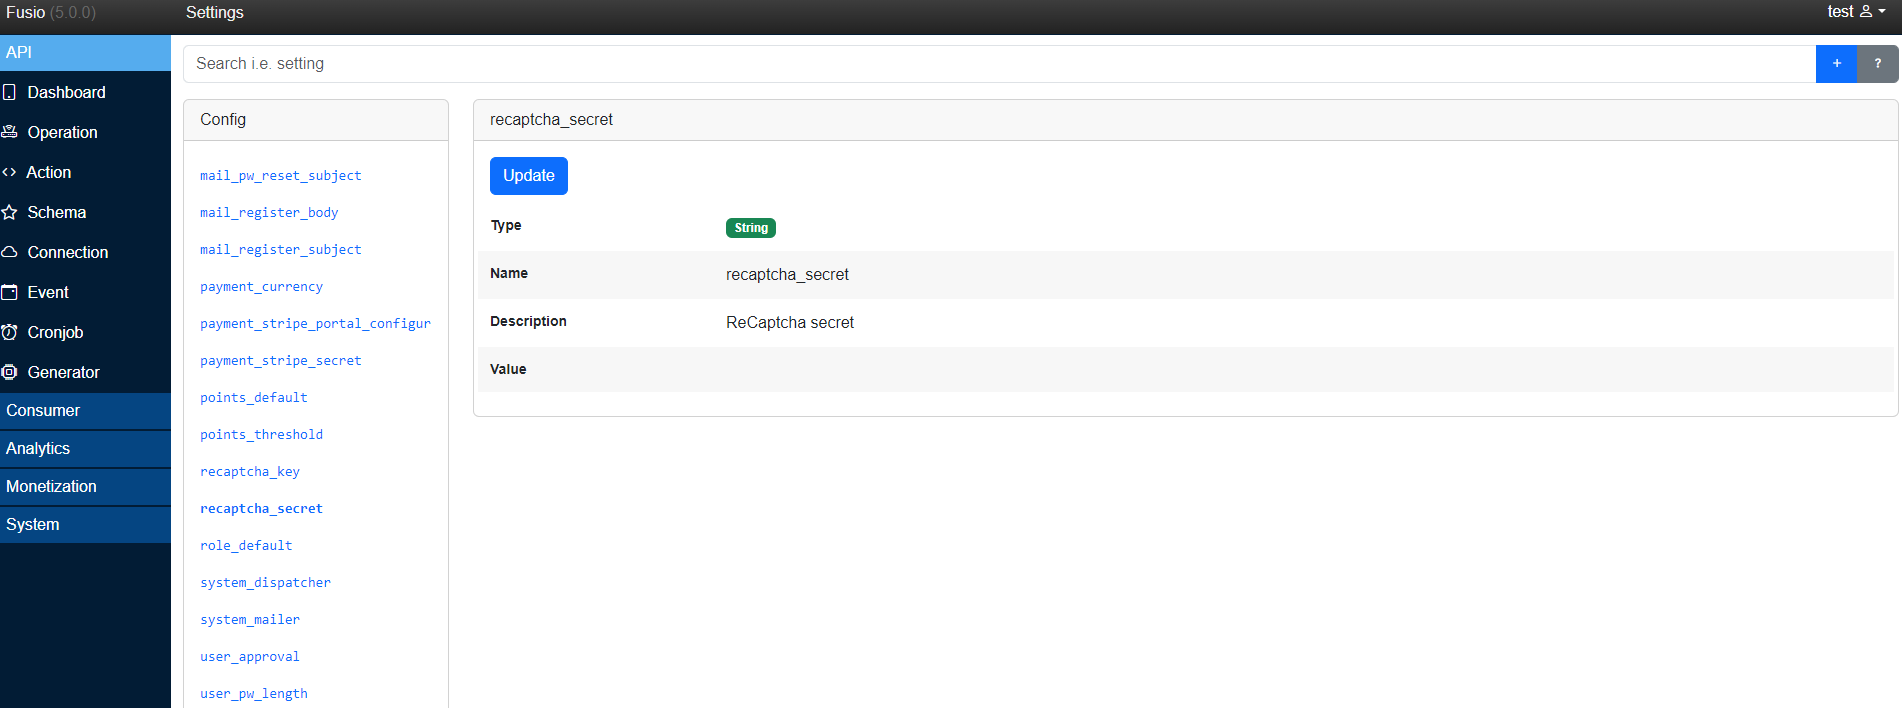 Fusio (5.0.0)
Settings
test
API
Dashboard
Operation
Action
Schema
Connection
Event
Cronjob
Generator
Consumer
Analytics
Monetization
System
Search i.e. setting
+
?
Config
mail_pw_reset_subject
mail_register_body
mail_register_subject
payment_currency
payment_stripe_portal_configur
payment_stripe_secret
points_default
points_threshold
recaptcha_key
recaptcha_secret
role_default
system_dispatcher
system_mailer
user_approval
user_pw_length
recaptcha_secret
Update
Type String
Name recaptcha_secret
Description ReCaptcha secret
Value